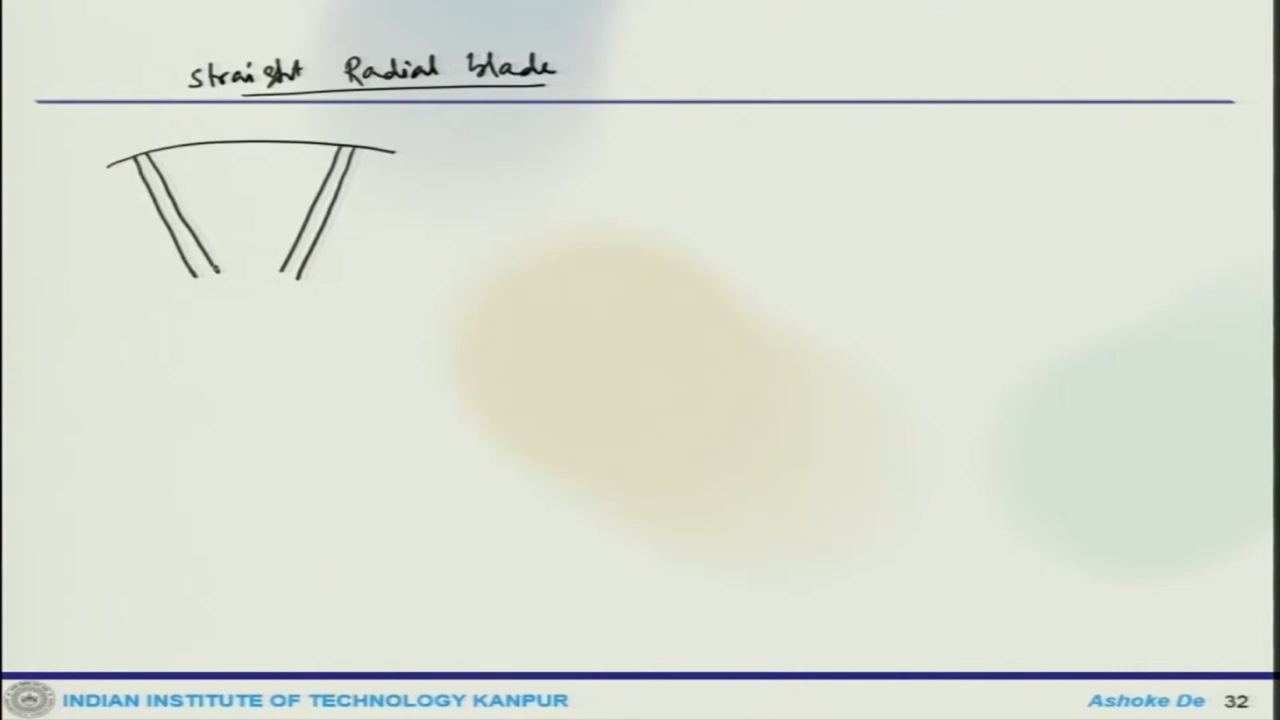 straight Radial blade
INDIAN INSTITUTE OF TECHNOLOGY KANPUR
Ashoke De 32